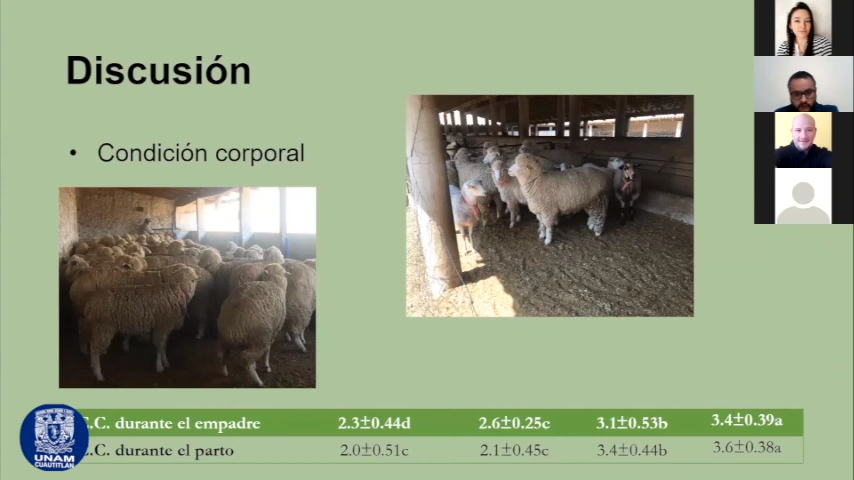 Discusión
• Condición corporal
.C. durante el empadre 2.3±0.44d 2.6±0.25c 3.1±0.53b 3.4±0.39a
.C. durante el parto 2.0±0.51c 2.1±0.45c 3.4±0.44b 3.6±0.38a
UNAM
CUAUTITLÁN